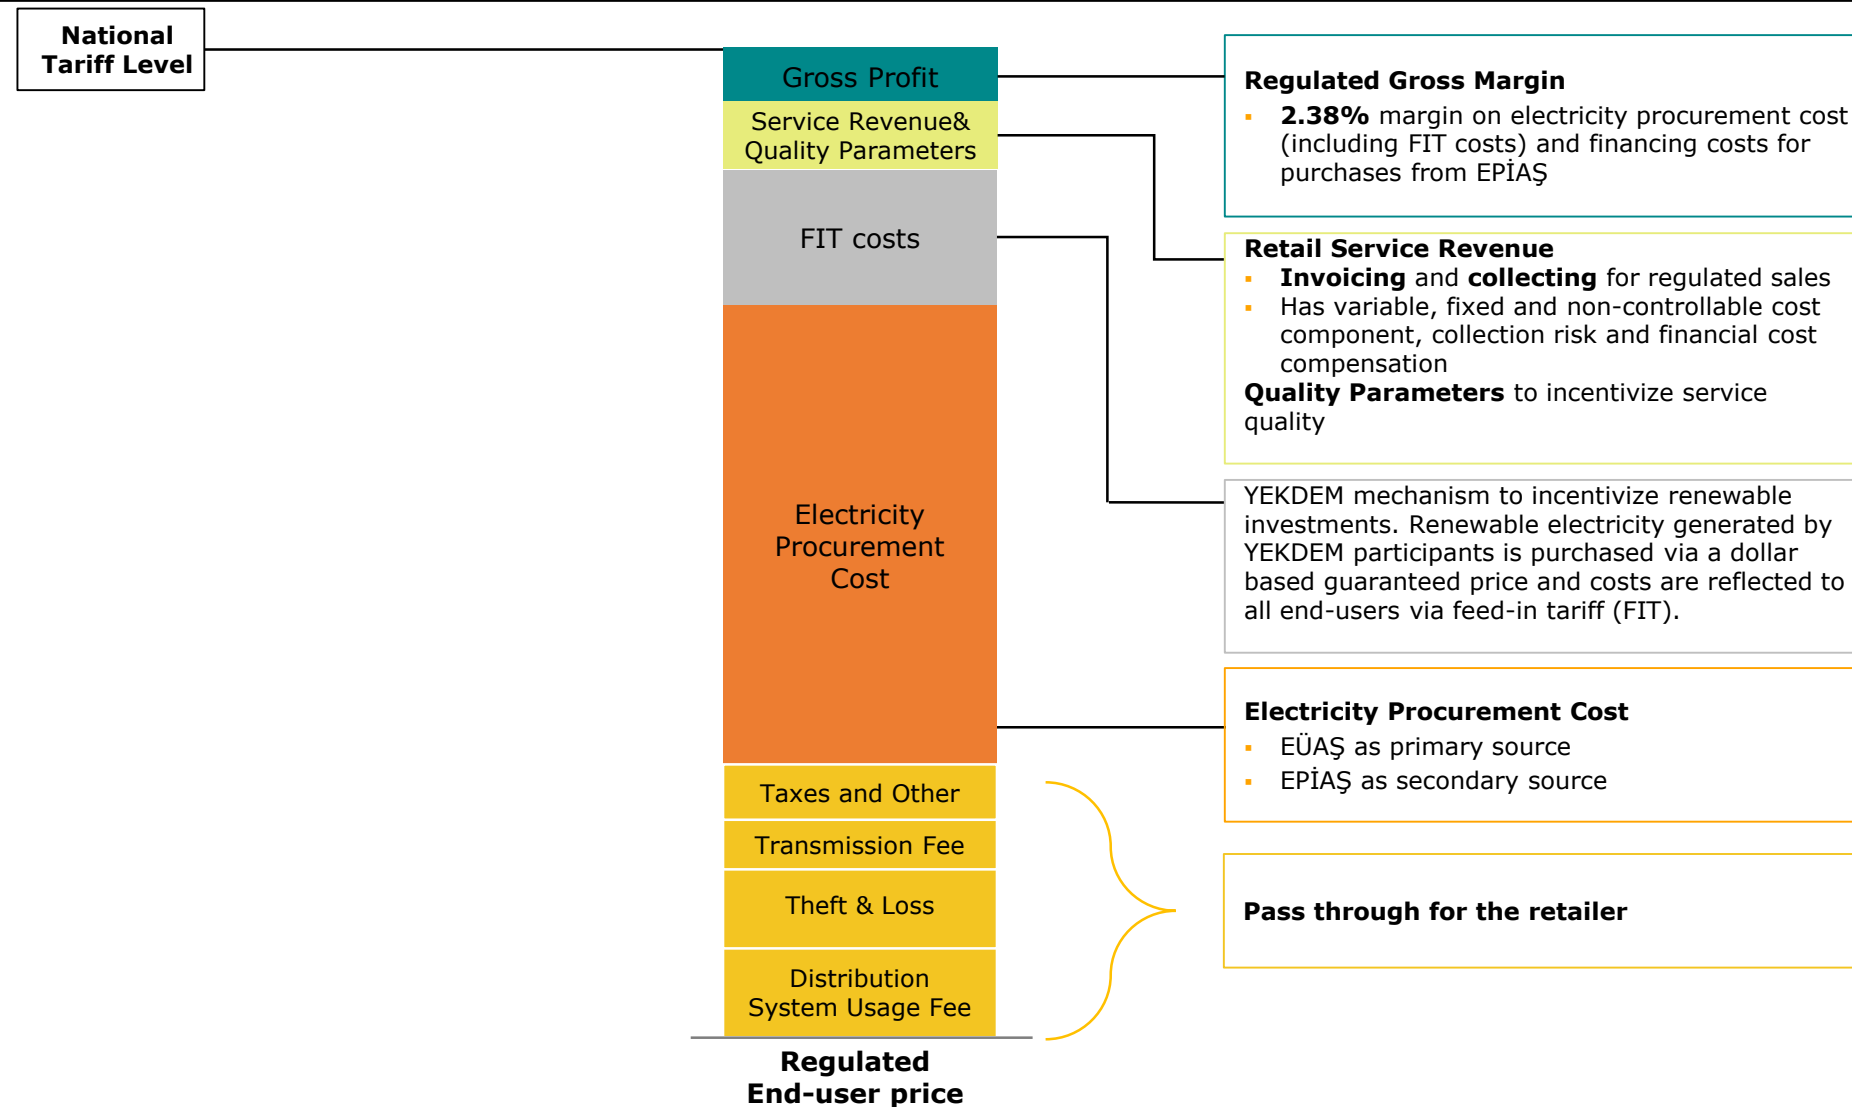 National
Tariff Level
Gross Profit
Service Revenue&
Quality Parameters
FIT costs
Electricity
Procurement
Cost
Taxes and Other
Transmission Fee
Theft & Loss
Distribution
System Usage Fee
Regulated
End-user price
Regulated Gross Margin
▪ 2.38% margin on electricity procurement cost
(including FIT costs) and financing costs for
purchases from EPİAŞ
Retail Service Revenue
▪ Invoicing and collecting for regulated sales
▪ Has variable, fixed and non-controllable cost
component, collection risk and financial cost
compensation
Quality Parameters to incentivize service
quality
YEKDEM mechanism to incentivize renewable
investments. Renewable electricity generated by
YEKDEM participants is purchased via a dollar
based guaranteed price and costs are reflected to
all end-users via feed-in tariff (FIT).
Electricity Procurement Cost
▪ EÜAŞ as primary source
▪ EPİAŞ as secondary source
Pass through for the retailer